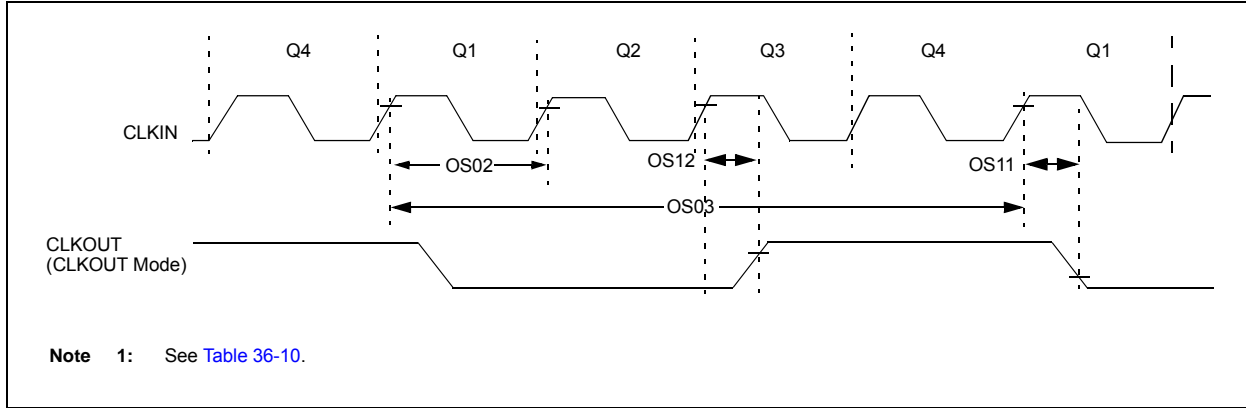 Q4 Q1 Q2 Q3 Q4 Q1
CLKIN
OS02 OS12 OS11
OS03
CLKOUT
(CLKOUT Mode)
Note 1: See Table 36-10.